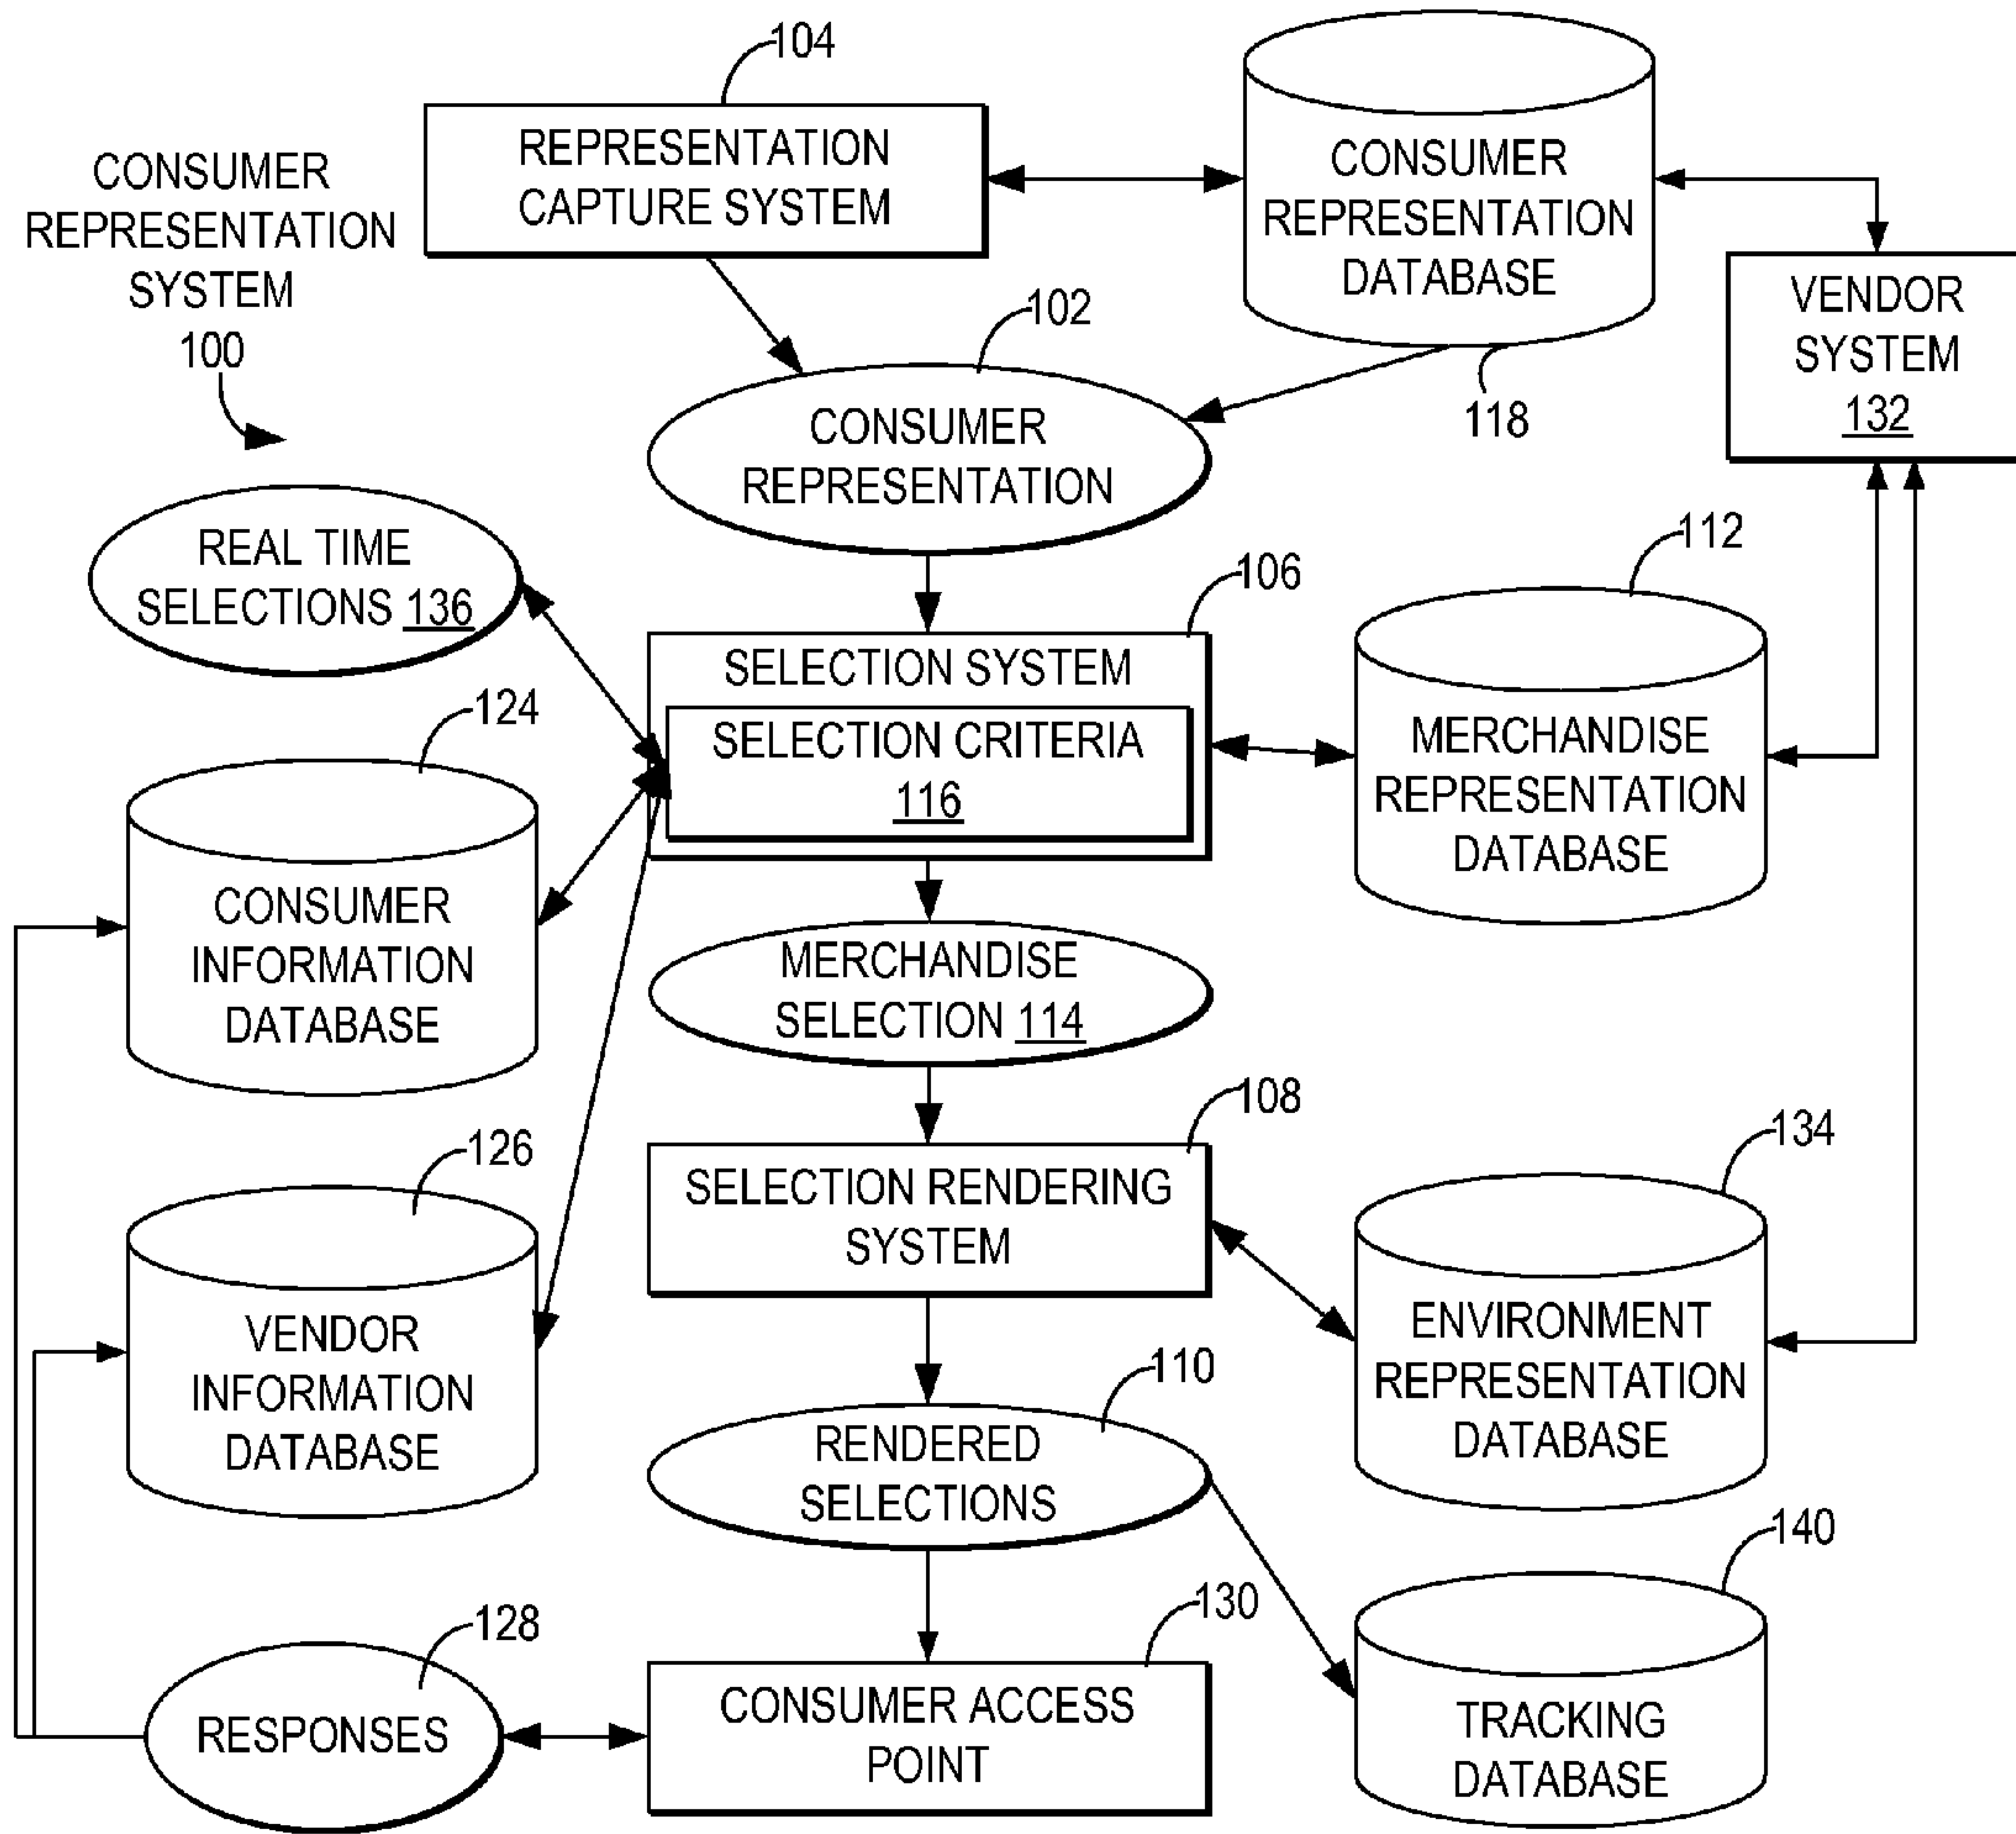 104
REPRESENTATION
CAPTURE SYSTEM
CONSUMER
REPRESENTATION
DATABASE
118
CONSUMER
REPRESENTATION
SYSTEM
100
VENDOR
SYSTEM
132
102
CONSUMER
REPRESENTATION
REAL TIME
SELECTIONS 136
106
SELECTION SYSTEM
SELECTION CRITERIA
116
112
MERCHANDISE
REPRESENTATION
DATABASE
124
CONSUMER
INFORMATION
DATABASE
MERCHANDISE
SELECTION 114
108
SELECTION RENDERING
SYSTEM
134
ENVIRONMENT
REPRESENTATION
DATABASE
126
VENDOR
INFORMATION
DATABASE
110
RENDERED
SELECTIONS
140
TRACKING
DATABASE
128
RESPONSES
130
CONSUMER ACCESS
POINT